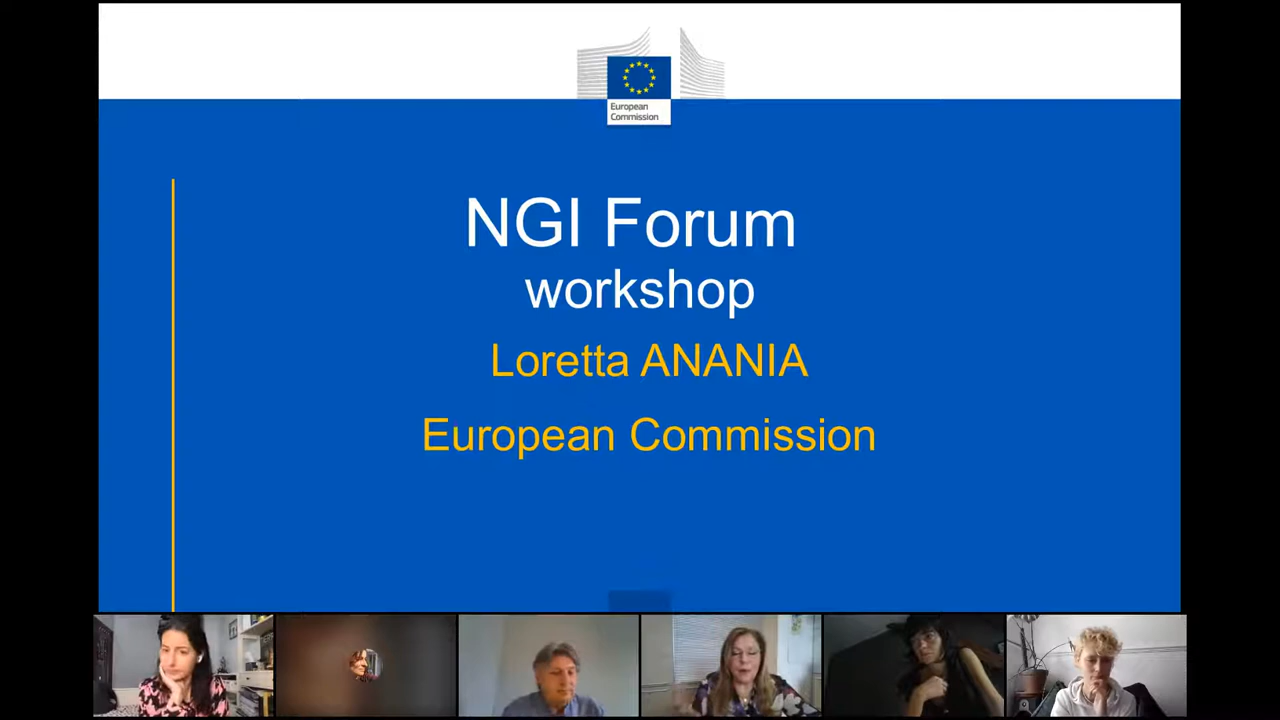 European
Commission
NGI Forum
workshop
Loretta ANANIA
European Commission